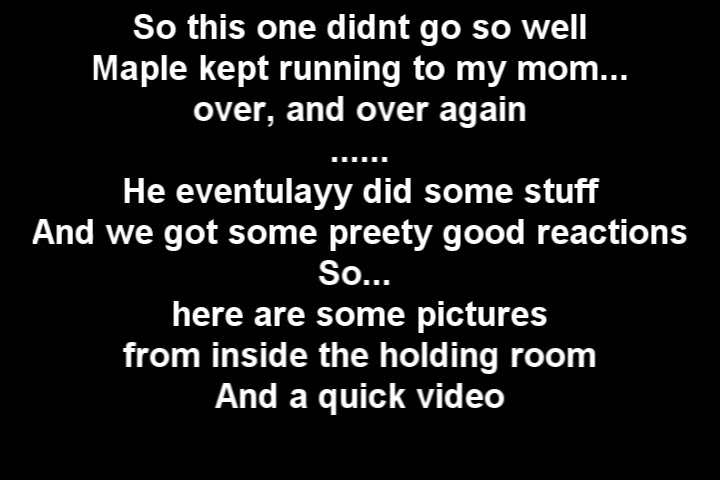 So this one didnt go so well
Maple kept running to my mom...
over, and over again
......
He eventulayy did some stuff
And we got some preety good reactions
So...
here are some pictures
from inside the holding room
And a quick video